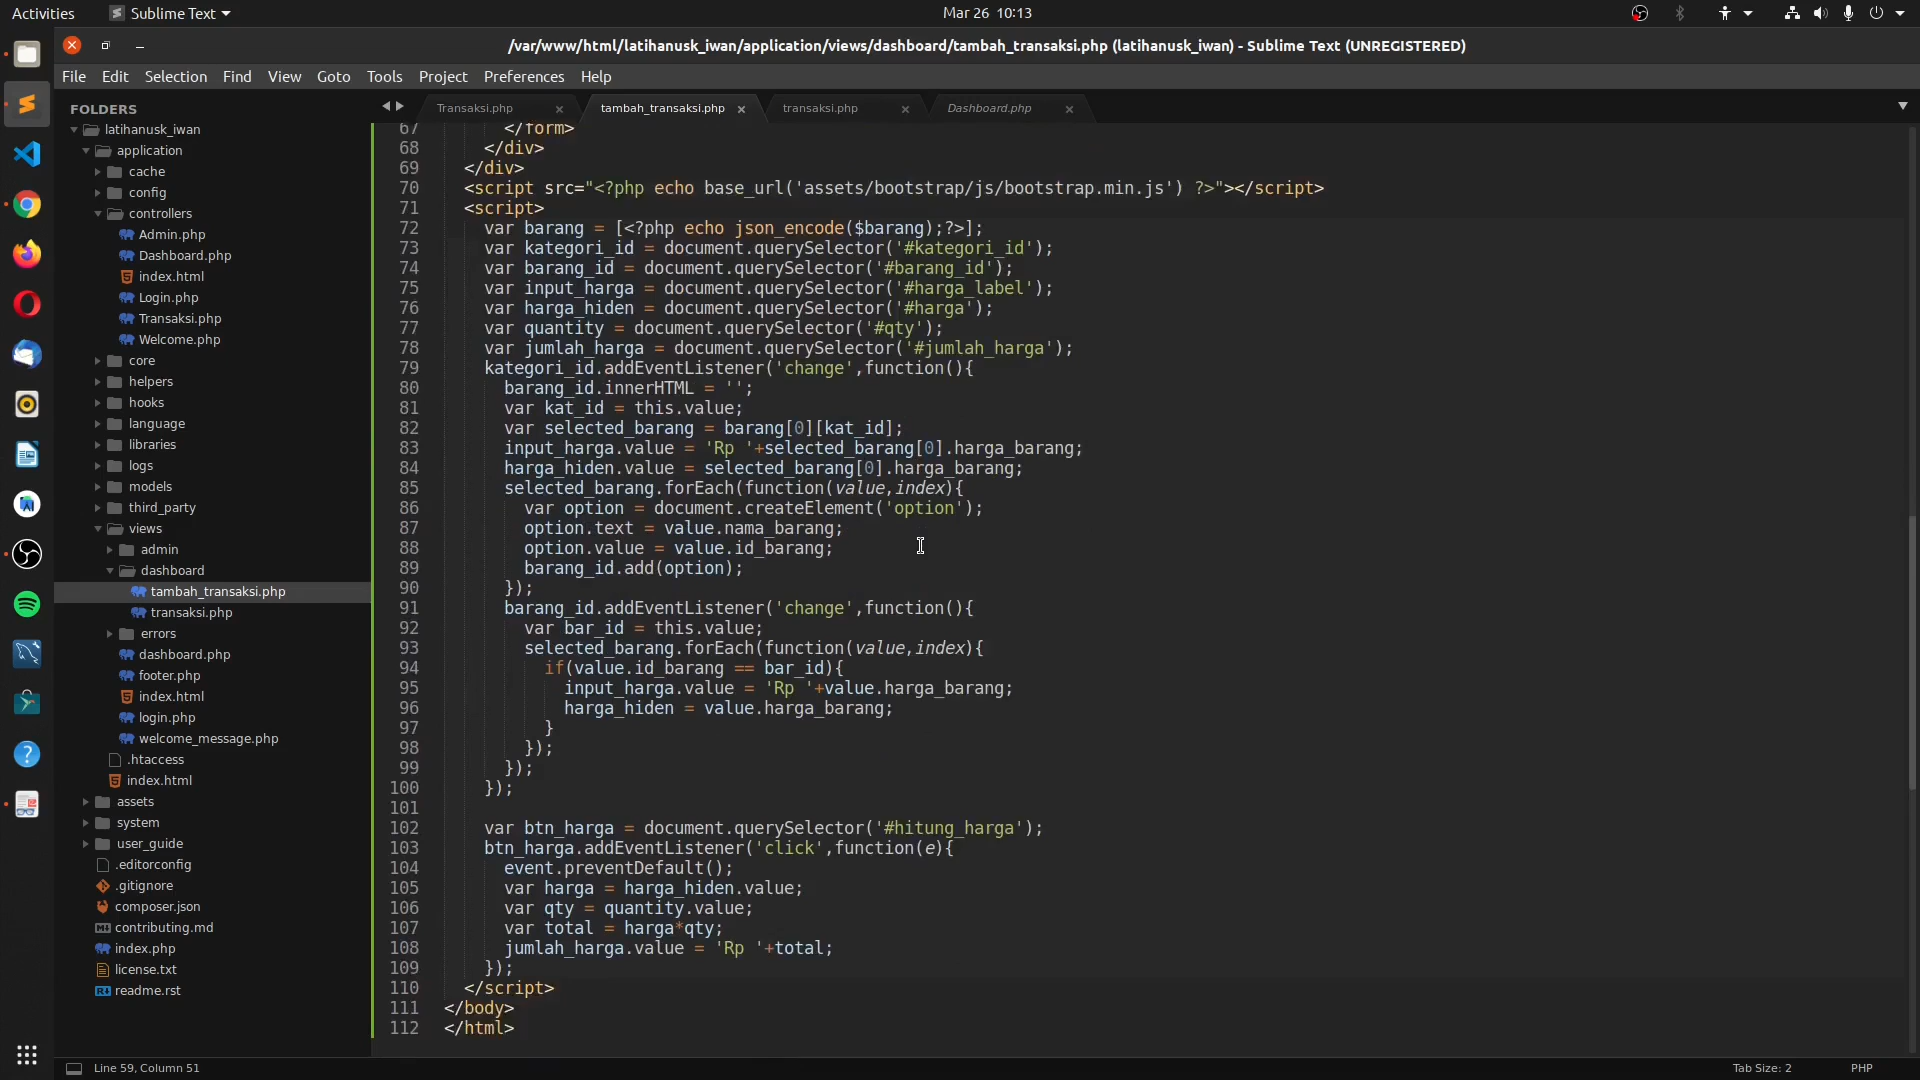 Activities
Sublime Text
Mar 26 10:13
/var/www/html/latihanusk_iwan/application/views/dashboard/tambah_transaksi.php (latihanusk_iwan) - Sublime Text (UNREGISTERED)
File Edit Selection Find View Goto Tools Project Preferences Help
FOLDERS
latihanusk_iwan
application
cache
config
controllers
Admin.php
Dashboard.php
index.html
Login.php
Transaksi.php
Welcome.php
core
helpers
hooks
language
libraries
logs
models
third_party
views
admin
dashboard
tambah_transaksi.php
transaksi.php
errors
dashboard.php
footer.php
index.html
login.php
welcome_message.php
.htaccess
index.html
assets
system
user_guide
.editorconfig
.gitignore
composer.json
contributing.md
index.php
license.txt
readme.rst
Transaksi.php
tambah_transaksi.php
transaksi.php
Dashboard.php
67 </form>
68 </div>
69 </div>
70 <script src="<?php echo base_url('assets/bootstrap/js/bootstrap.min.js') ?>"></script>
71 <script>
72 var barang = [<?php echo json_encode($barang);?>];
73 var kategori_id = document.querySelector('#kategori_id');
74 var barang_id = document.querySelector('#barang_id');
75 var input_harga = document.querySelector('#harga_label');
76 var harga_hiden = document.querySelector('#harga');
77 var quantity = document.querySelector('#qty');
78 var jumlah_harga = document.querySelector('#jumlah_harga');
79 kategori_id.addEventListener('change',function(){
80 barang_id.innerHTML = '';
81 var kat_id = this.value;
82 var selected_barang = barang[0][kat_id];
83 input_harga.value = 'Rp '+selected_barang[0].harga_barang;
84 harga_hiden.value = selected_barang[0].harga_barang;
85 selected_barang.forEach(function(value,index){
86 var option = document.createElement('option');
87 option.text = value.nama_barang;
88 option.value = value.id_barang;
89 barang_id.add(option);
90 });
91 barang_id.addEventListener('change',function(){
92 var bar_id = this.value;
93 selected_barang.forEach(function(value,index){
94 if(value.id_barang == bar_id){
95 input_harga.value = 'Rp '+value.harga_barang;
96 harga_hiden = value.harga_barang;
97 }
98 });
99 });
100 });
101
102 var btn_harga = document.querySelector('#hitung_harga');
103 btn_harga.addEventListener('click',function(e){
104 event.preventDefault();
105 var harga = harga_hiden.value;
106 var qty = quantity.value;
107 var total = harga*qty;
108 jumlah_harga.value = 'Rp '+total;
109 });
110 </script>
111 </body>
112 </html>
Line 59, Column 51
Tab Size: 2
PHP